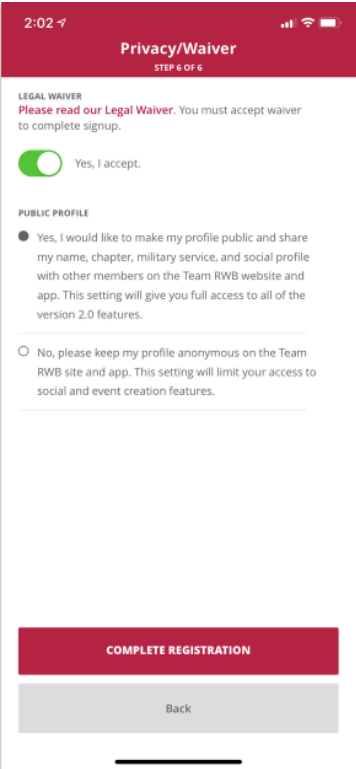 2:02
Privacy/Waiver
STEP 6 OF 6
LEGAL WAIVER
Please read our Legal Waiver. You must accept waiver
to complete signup.
Yes, I accept.
PUBLIC PROFILE
Yes, I would like to make my profile public and share
my name, chapter, military service, and social profile
with other members on the Team RWB website and
app. This setting will give you full access to all of the
version 2.0 features.
No, please keep my profile anonymous on the Team
RWB site and app. This setting will limit your access to
social and event creation features.
COMPLETE REGISTRATION
Back